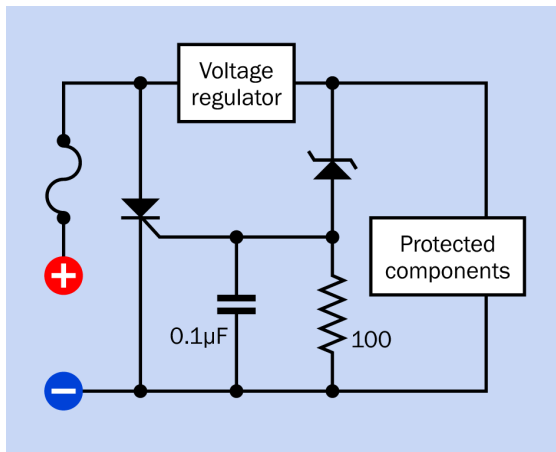 Voltage
regulator
Protected
components
0.1µF
100